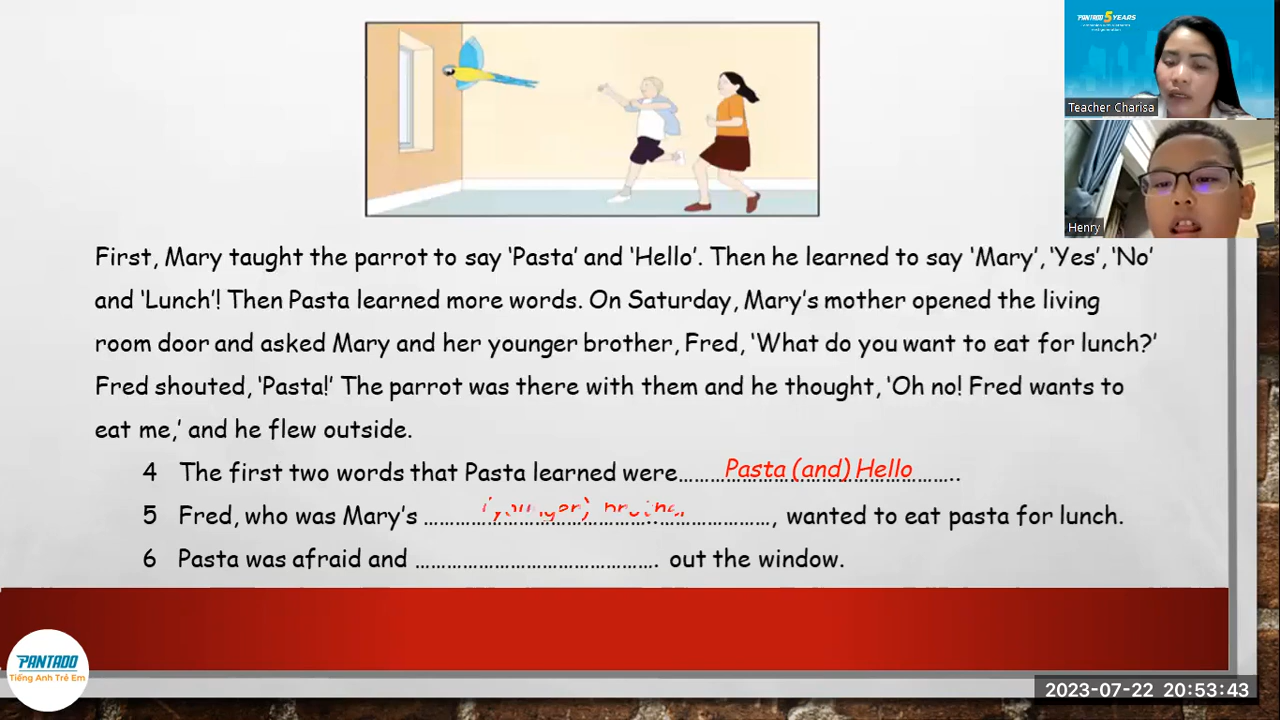 PANTADO 5 YEARS
Teacher Charisa
Henry
First, Mary taught the parrot to say ‘Pasta’ and ‘Hello’. Then he learned to say ‘Mary’, ‘Yes’, ‘No’
and ‘Lunch’! Then Pasta learned more words. On Saturday, Mary’s mother opened the living
room door and asked Mary and her younger brother, Fred, ‘What do you want to eat for lunch?’
Fred shouted, ‘Pasta!’ The parrot was there with them and he thought, ‘Oh no! Fred wants to
eat me,’ and he flew outside.
4 The first two words that Pasta learned were........Pasta (and) Hello........
5 Fred, who was Mary’s ........(younger) brother........, wanted to eat pasta for lunch.
6 Pasta was afraid and ........................ out the window.
PANTADO
Tiếng Anh Trẻ Em
2023-07-22 20:53:43